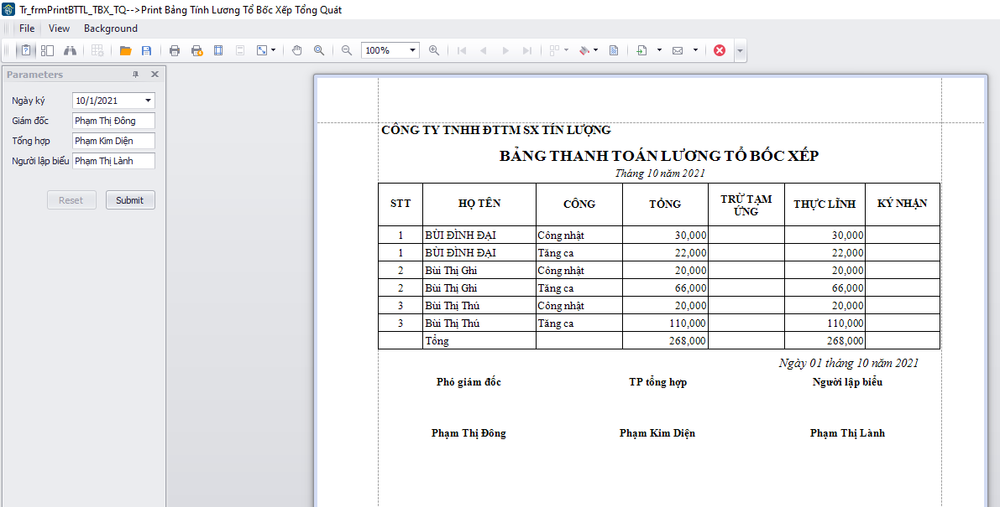 Tr_frmPrintBTTL_TBX_TQ-->Print Bảng Tính Lương Tổ Bốc Xếp Tổng Quát
File View Background
100%
Parameters
Ngày ký 10/1/2021
Giám đốc Phạm Thị Đông
Tổng hợp Phạm Kim Diện
Người lập biểu Phạm Thị Lành
Reset Submit
CÔNG TY TNHH ĐTTM SX TÍN LƯỢNG
BẢNG THANH TOÁN LƯƠNG TỔ BỐC XẾP
Tháng 10 năm 2021
STT HỌ TÊN CÔNG TỔNG TRỪ TẠM ỨNG THỰC LĨNH KÝ NHẬN
1 BÙI ĐÌNH ĐẠI Công nhật 30,000 30,000
1 BÙI ĐÌNH ĐẠI Tăng ca 22,000 22,000
2 Bùi Thị Ghi Công nhật 20,000 20,000
2 Bùi Thị Ghi Tăng ca 66,000 66,000
3 Bùi Thị Thú Công nhật 20,000 20,000
3 Bùi Thị Thú Tăng ca 110,000 110,000
Tổng 268,000 268,000
Ngày 01 tháng 10 năm 2021
Phó giám đốc TP tổng hợp Người lập biểu
Phạm Thị Đông Phạm Kim Diện Phạm Thị Lành